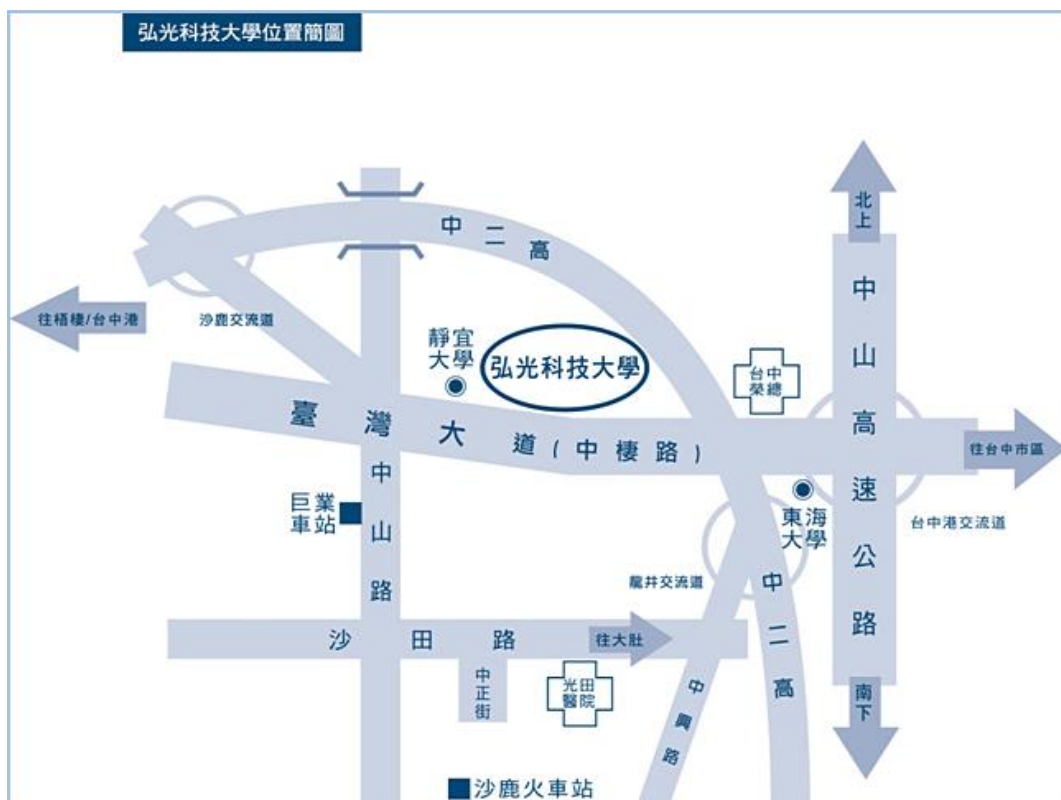 弘光科技大學位置簡圖
北上
中二高
中山高速公路
往梧棲/台中港
沙鹿交流道
靜宜
大學
弘光科技大學
台中
榮總
臺灣大道(中棲路)
往台中市區
中山路
巨業
車站
東海
大學
台中港交流道
龍井交流道
中二高
沙田路
往大肚
中正街
光田
醫院
中興路
南下
沙鹿火車站